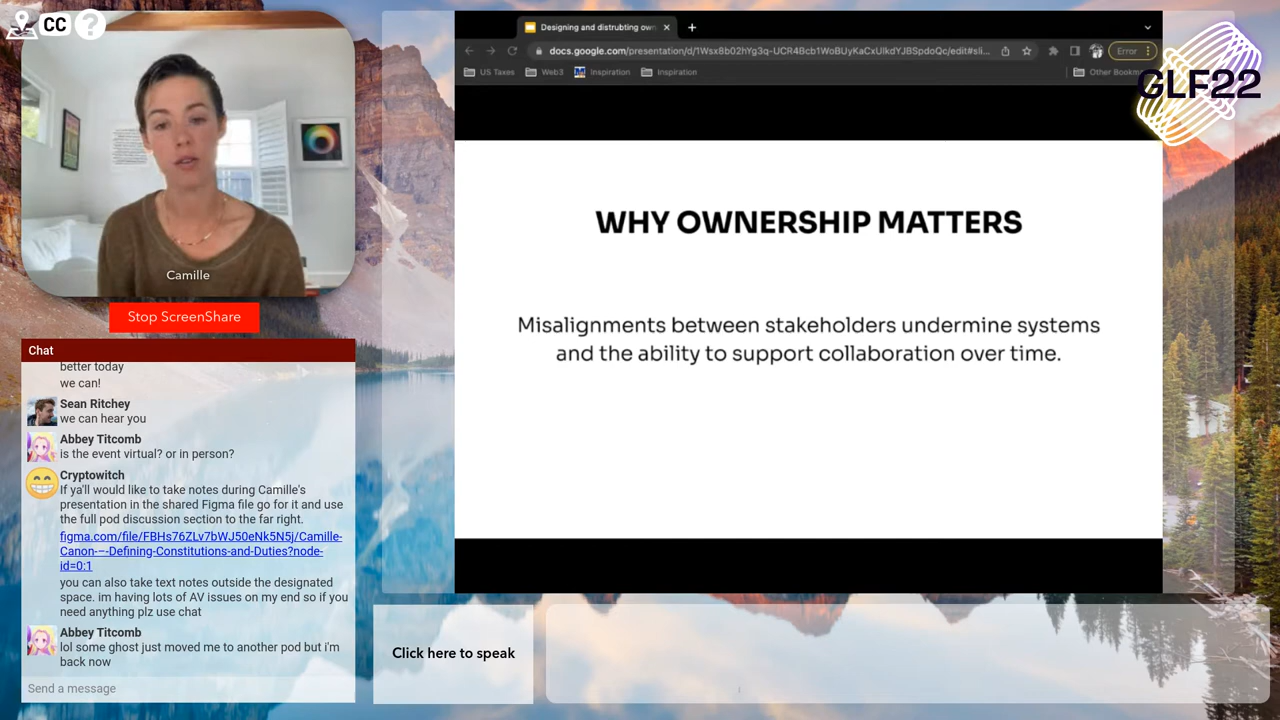 CC
?
Camille
Stop ScreenShare
Chat
better today
we can!
Sean Ritchey
we can hear you
Abbey Titcomb
is the event virtual? or in person?
Cryptowitch
If ya'll would like to take notes during Camille's
presentation in the shared Figma file go for it and use
the full pod discussion section to the far right.
figma.com/file/FBHs76ZLv7bWJ50eNk5N5j/Camille-
Canon-–-Defining-Constitutions-and-Duties?node-
id=0:1
you can also take text notes outside the designated
space. im having lots of AV issues on my end so if you
need anything plz use chat
Abbey Titcomb
lol some ghost just moved me to another pod but i'm
back now
Send a message
Designing and distrubting own
docs.google.com/presentation/d/1Wsx8b02hYg3q-UCR4Bcb1WoBUyKaCxUlkdYJBSpdoQc/edit#sli...
Error
US Taxes
Web3
Inspiration
Inspiration
Other Bookm
GLF22
WHY OWNERSHIP MATTERS
Misalignments between stakeholders undermine systems
and the ability to support collaboration over time.
Click here to speak